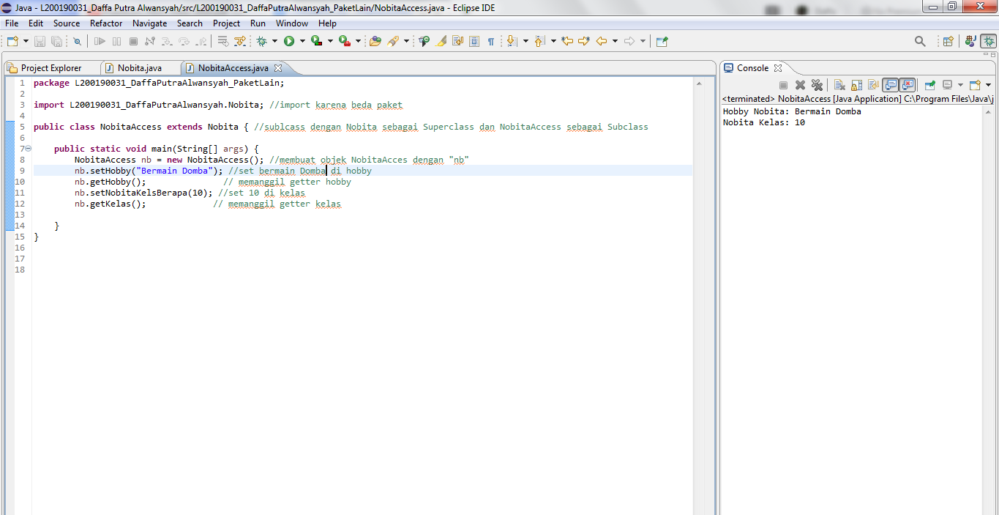 Java - L200190031_Daffa Putra Alwansyah/src/L200190031_DaffaPutraAlwansyah_PaketLain/NobitaAccess.java - Eclipse IDE
File Edit Source Refactor Navigate Search Project Run Window Help
Project Explorer Nobita.java NobitaAccess.java
1 package L200190031_DaffaPutraAlwansyah_PaketLain;
2
3 import L200190031_DaffaPutraAlwansyah.Nobita; //import karena beda paket
4
5 public class NobitaAccess extends Nobita { //sublcass dengan Nobita sebagai Superclass dan NobitaAccess sebagai Subclass
6
7 public static void main(String[] args) {
8 NobitaAccess nb = new NobitaAccess(); //membuat objek NobitaAcces dengan "nb"
9 nb.setHobby("Bermain Domba"); //set bermain Domba di hobby
10 nb.getHobby(); // memanggil getter hobby
11 nb.setNobitaKelsBerapa(10); //set 10 di kelas
12 nb.getKelas(); // memanggil getter kelas
13
14 }
15 }
16
17
18
Console
<terminated> NobitaAccess [Java Application] C:\Program Files\Java\j
Hobby Nobita: Bermain Domba
Nobita Kelas: 10